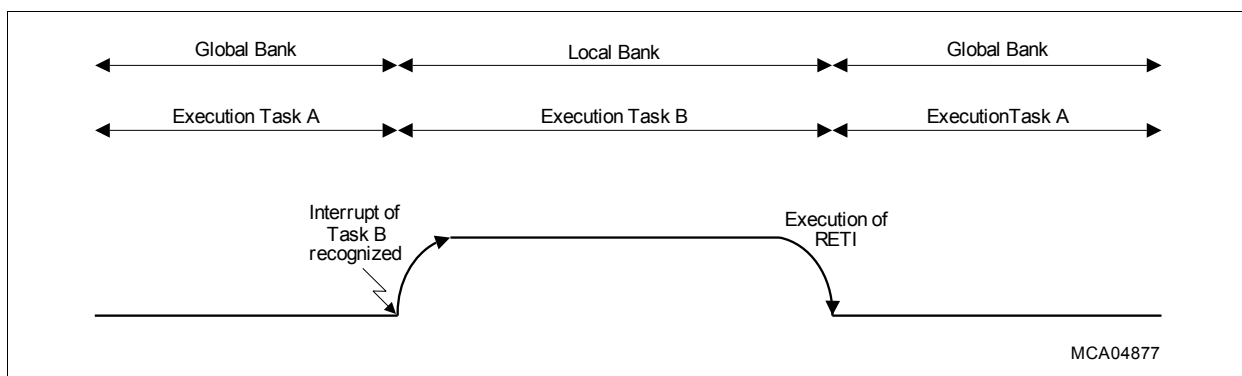 Global Bank
Local Bank
Global Bank
Execution Task A
Execution Task B
ExecutionTask A
Interrupt of
Task B
recognized
Execution of
RETI
MCA04877